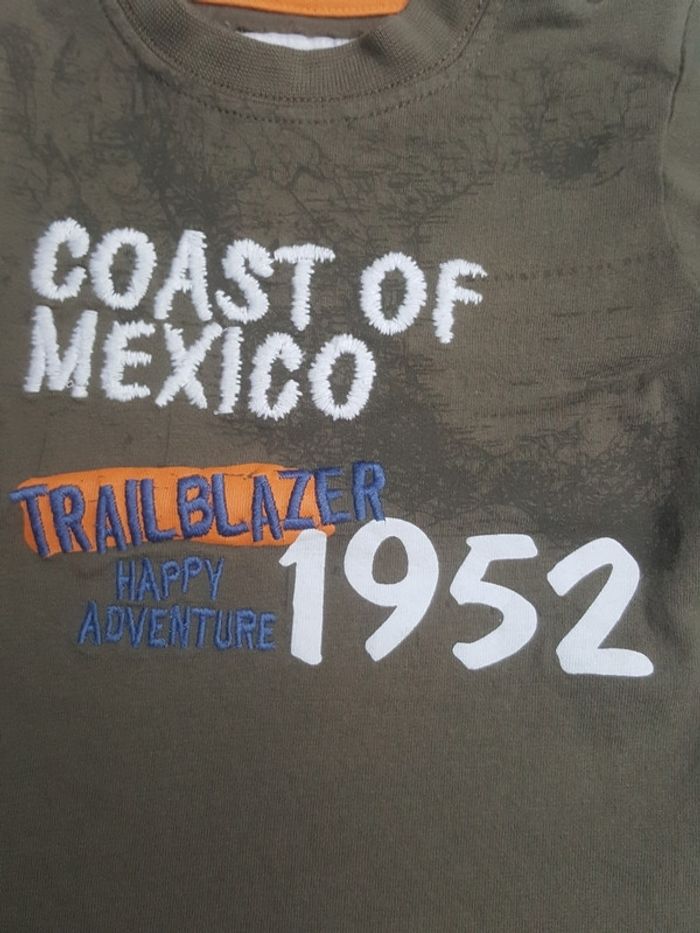 COAST OF
MEXICO
TRAILBLAZER
HAPPY
ADVENTURE
1952